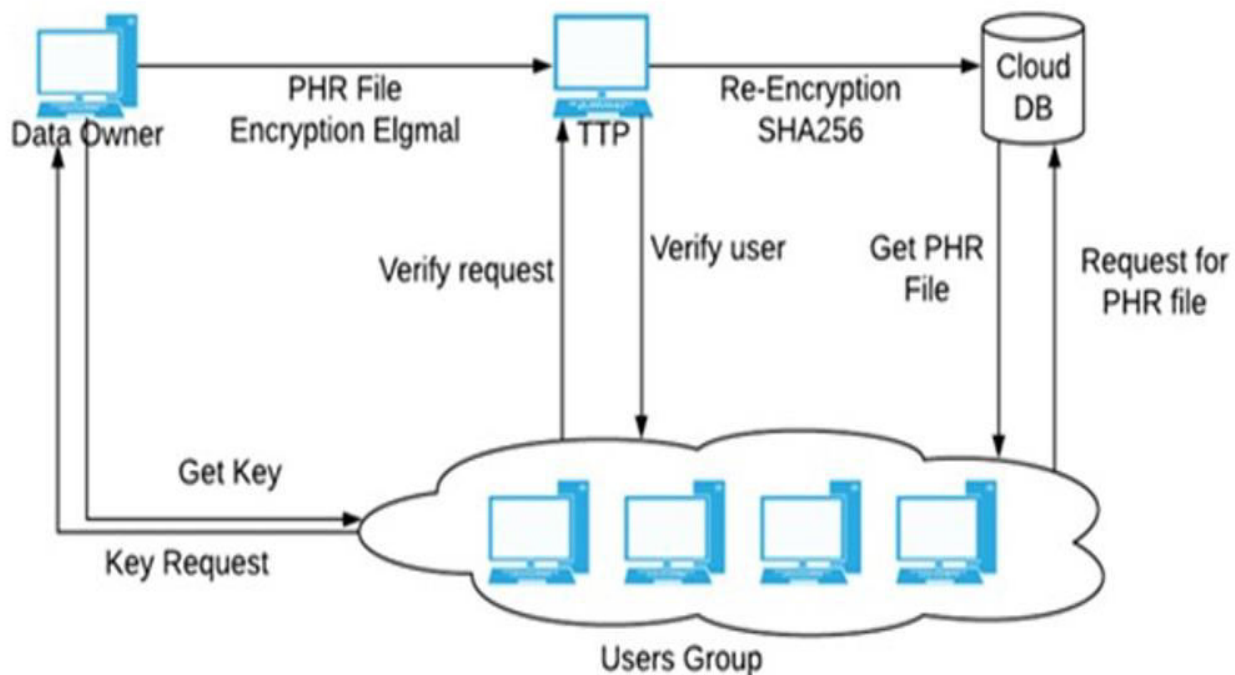 PHR File
Encryption Elgmal
Re-Encryption
SHA256
Cloud
DB
Data Owner
TTP
Verify request
Verify user
Get PHR
File
Request for
PHR file
Get Key
Key Request
Users Group